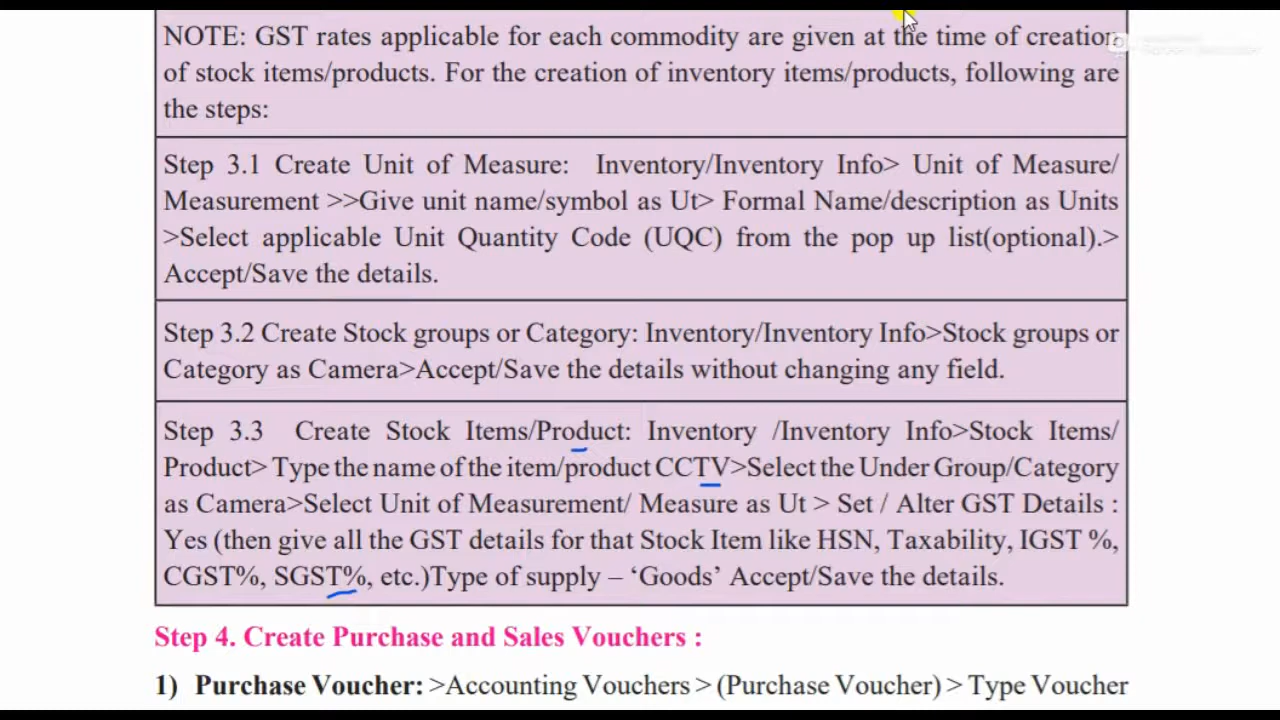 NOTE: GST rates applicable for each commodity are given at the time of creation
of stock items/products. For the creation of inventory items/products, following are
the steps:
Step 3.1 Create Unit of Measure: Inventory/Inventory Info> Unit of Measure/
Measurement >>Give unit name/symbol as Ut> Formal Name/description as Units
>Select applicable Unit Quantity Code (UQC) from the pop up list(optional).>
Accept/Save the details.
Step 3.2 Create Stock groups or Category: Inventory/Inventory Info>Stock groups or
Category as Camera>Accept/Save the details without changing any field.
Step 3.3 Create Stock Items/Product: Inventory /Inventory Info>Stock Items/
Product> Type the name of the item/product CCTV>Select the Under Group/Category
as Camera>Select Unit of Measurement/ Measure as Ut > Set / Alter GST Details :
Yes (then give all the GST details for that Stock Item like HSN, Taxability, IGST %,
CGST%, SGST%, etc.)Type of supply – ‘Goods’ Accept/Save the details.
Step 4. Create Purchase and Sales Vouchers :
1) Purchase Voucher: >Accounting Vouchers > (Purchase Voucher) > Type Voucher